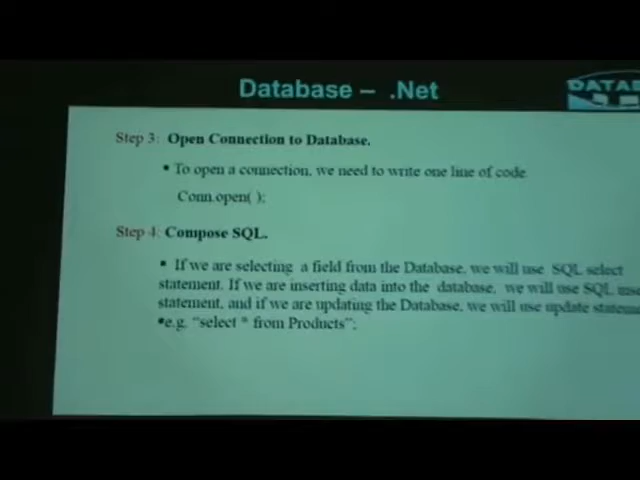 Database – .Net
DATAB
Step 3: Open Connection to Database.
• To open a connection, we need to write one line of code
Conn.open( );
Step 4: Compose SQL.
• If we are selecting a field from the Database, we will use SQL select
statement. If we are inserting data into the database, we will use SQL
statement, and if we are updating the Database, we will use update
•e.g. “select * from Products”;